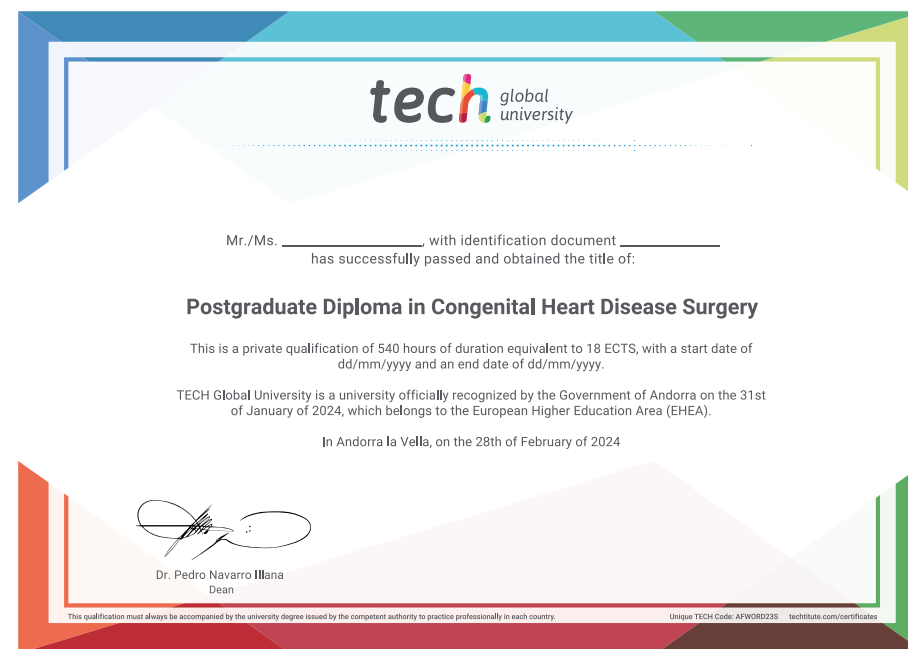 tech global university
Mr./Ms. ____________________, with identification document ______________
has successfully passed and obtained the title of:
Postgraduate Diploma in Congenital Heart Disease Surgery
This is a private qualification of 540 hours of duration equivalent to 18 ECTS, with a start date of
dd/mm/yyyy and an end date of dd/mm/yyyy.
TECH Global University is a university officially recognized by the Government of Andorra on the 31st
of January of 2024, which belongs to the European Higher Education Area (EHEA).
In Andorra la Vella, on the 28th of February of 2024
Dr. Pedro Navarro Illana
Dean
This qualification must always be accompanied by the university degree issued by the competent authority to practice professionally in each country.
Unique TECH Code: AFWORD23S techtitute.com/certificates